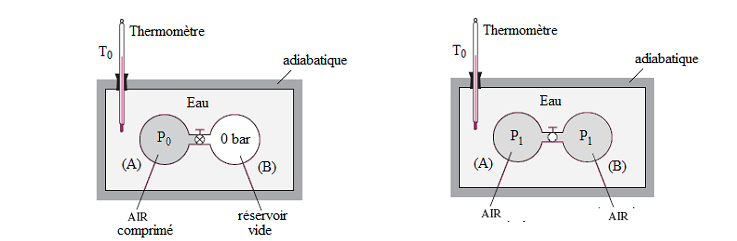 Thermomètre
T0
adiabatique
Eau
P0
0 bar
(A)
(B)
AIR
comprimé
réservoir
vide
Thermomètre
T0
adiabatique
Eau
P1
P1
(A)
(B)
AIR
AIR